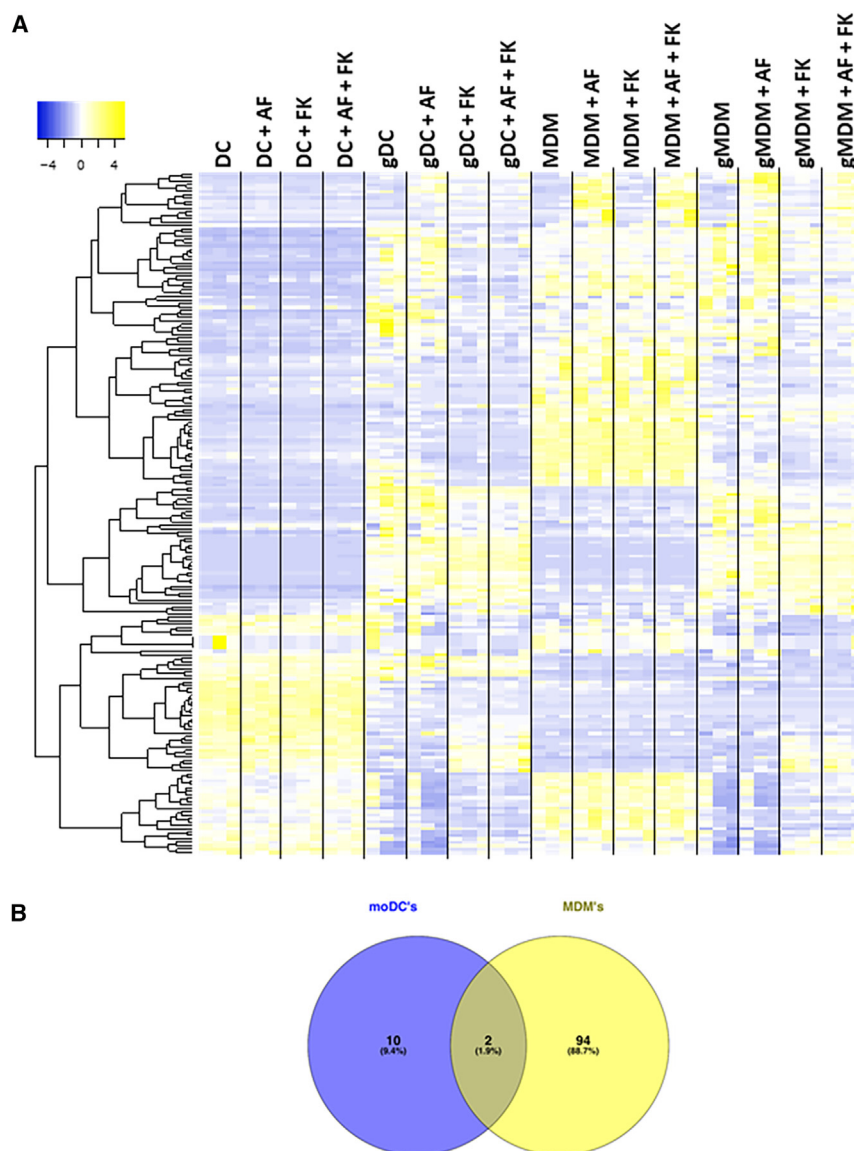 A
−4 0 4
DC
DC + AF
DC + FK
DC + AF + FK
gDC
gDC + AF
gDC + FK
gDC + AF + FK
MDM
MDM + AF
MDM + FK
MDM + AF + FK
gMDM
gMDM + AF
gMDM + FK
gMDM + AF + FK
B
moDC's MDM's
10 2 94
(9.4%) (1.9%) (88.7%)